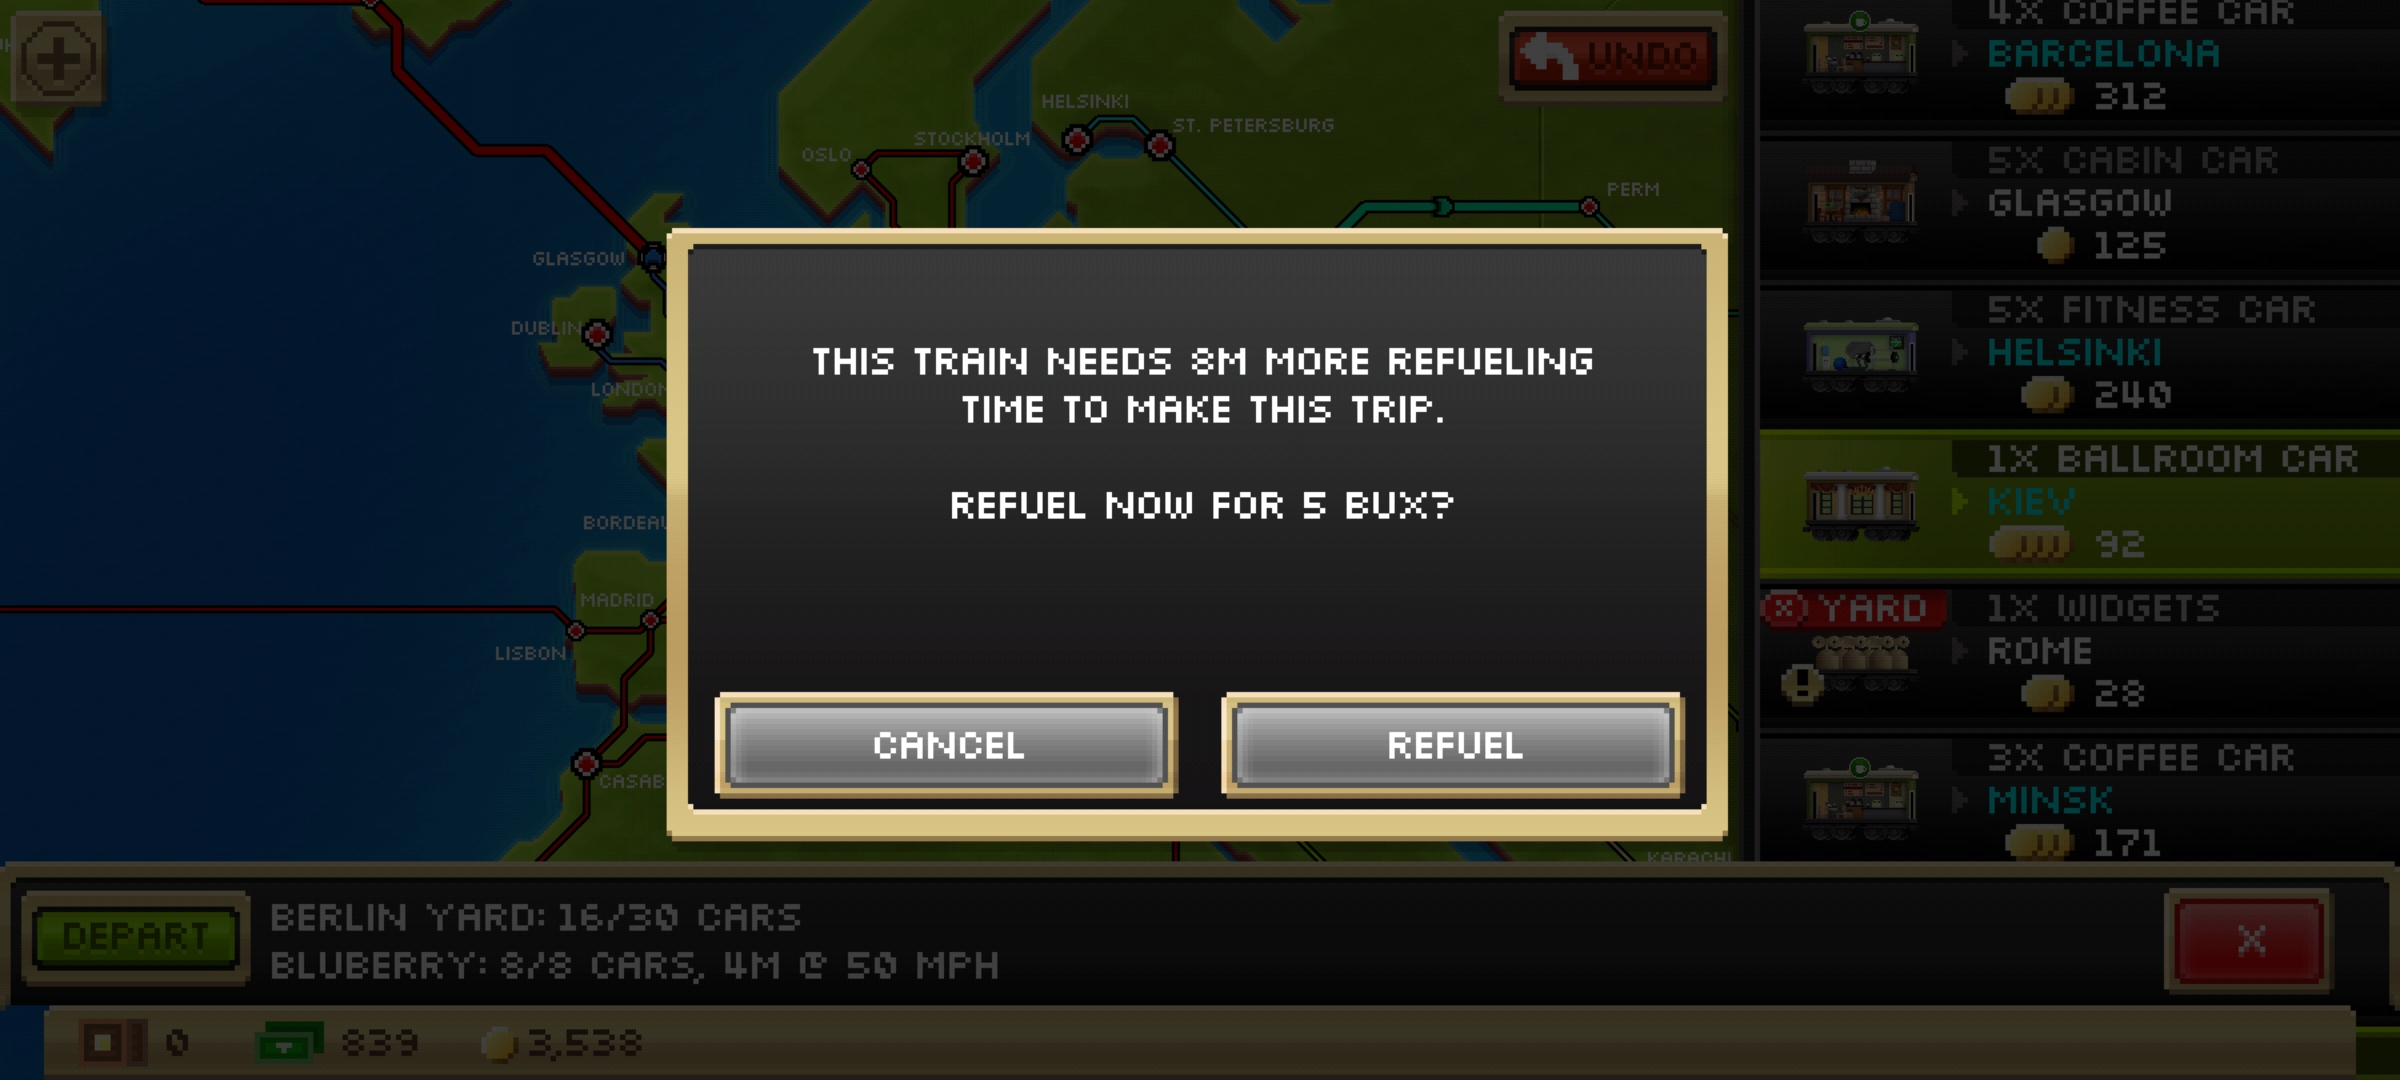 UNDO
HELSINKI
ST. PETERSBURG
STOCKHOLM
OSLO
PERM
GLASGOW
DUBLIN
LONDON
BORDEAU
MADRID
LISBON
CASAB
KARACHI
THIS TRAIN NEEDS 8M MORE REFUELING
TIME TO MAKE THIS TRIP.
REFUEL NOW FOR 5 BUX?
CANCEL
REFUEL
4X COFFEE CAR
BARCELONA
312
5X CABIN CAR
GLASGOW
125
5X FITNESS CAR
HELSINKI
240
1X BALLROOM CAR
KIEV
92
YARD
1X WIDGETS
ROME
28
3X COFFEE CAR
MINSK
171
DEPART
BERLIN YARD: 16/30 CARS
BLUBERRY: 8/8 CARS, 4M @ 50 MPH
X
0
839
3,538